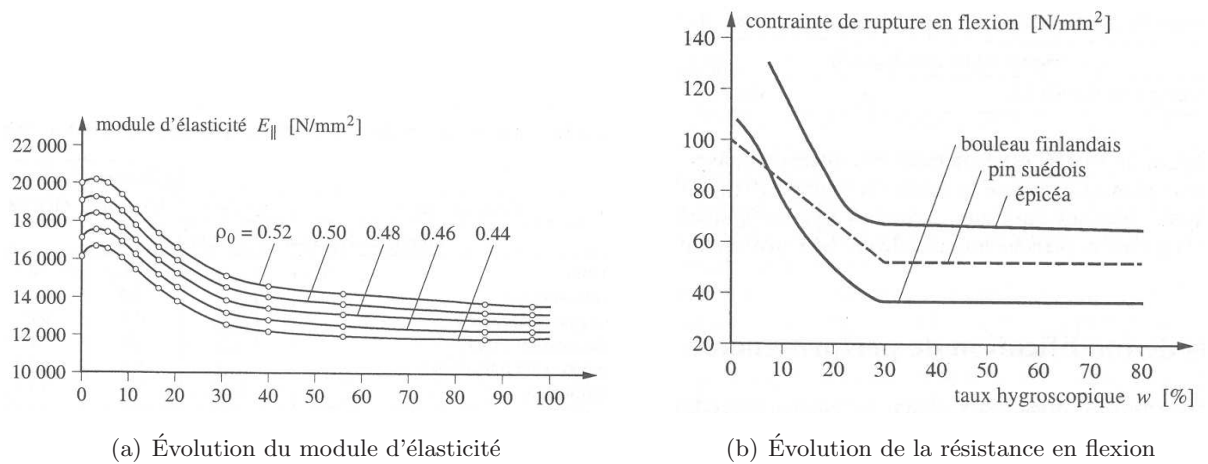 module d'élasticité E∥ [N/mm²]
22 000
20 000
18 000
16 000
14 000
12 000
10 000
ρ₀ = 0.52 0.50 0.48 0.46 0.44
0 10 20 30 40 50 60 70 80 90 100
(a) Évolution du module d'élasticité
contrainte de rupture en flexion [N/mm²]
140
120
100
80
60
40
20
bouleau finlandais
pin suédois
épicéa
0 10 20 30 40 50 60 70 80
taux hygroscopique w [%]
(b) Évolution de la résistance en flexion